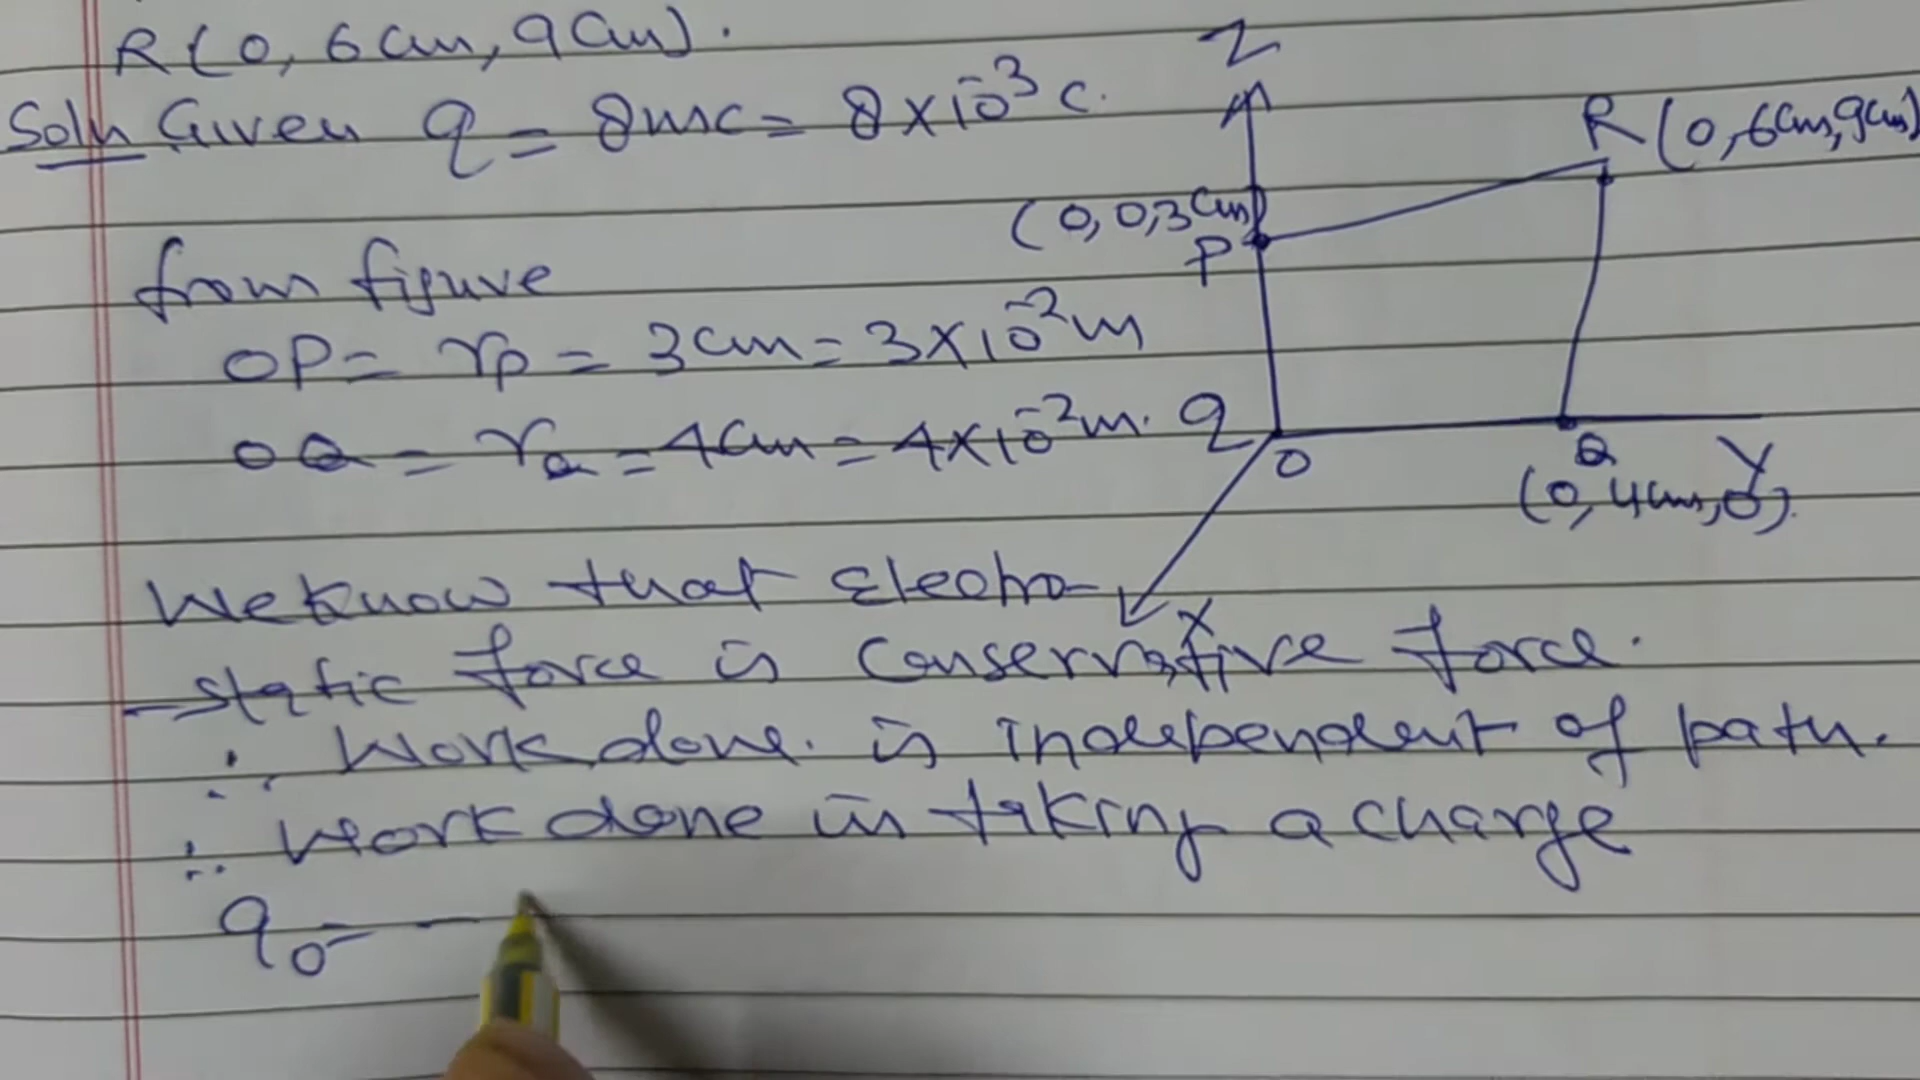 R(0, 6cm, 9cm).
Soln Given q = 8mc = 8×10⁻³ c.
from figure
OP = rp = 3cm = 3×10⁻² m
OQ = rQ = 4cm = 4×10⁻² m.
Z
R(0, 6cm, 9cm)
(0, 0, 3cm)
P
q
O
Q
Y
(0, 4cm, 0).
X
We know that Electro-
-static force is Conservative force.
∴ Work done. is independent of path.
∴ Work done in taking a charge
q₀ = -